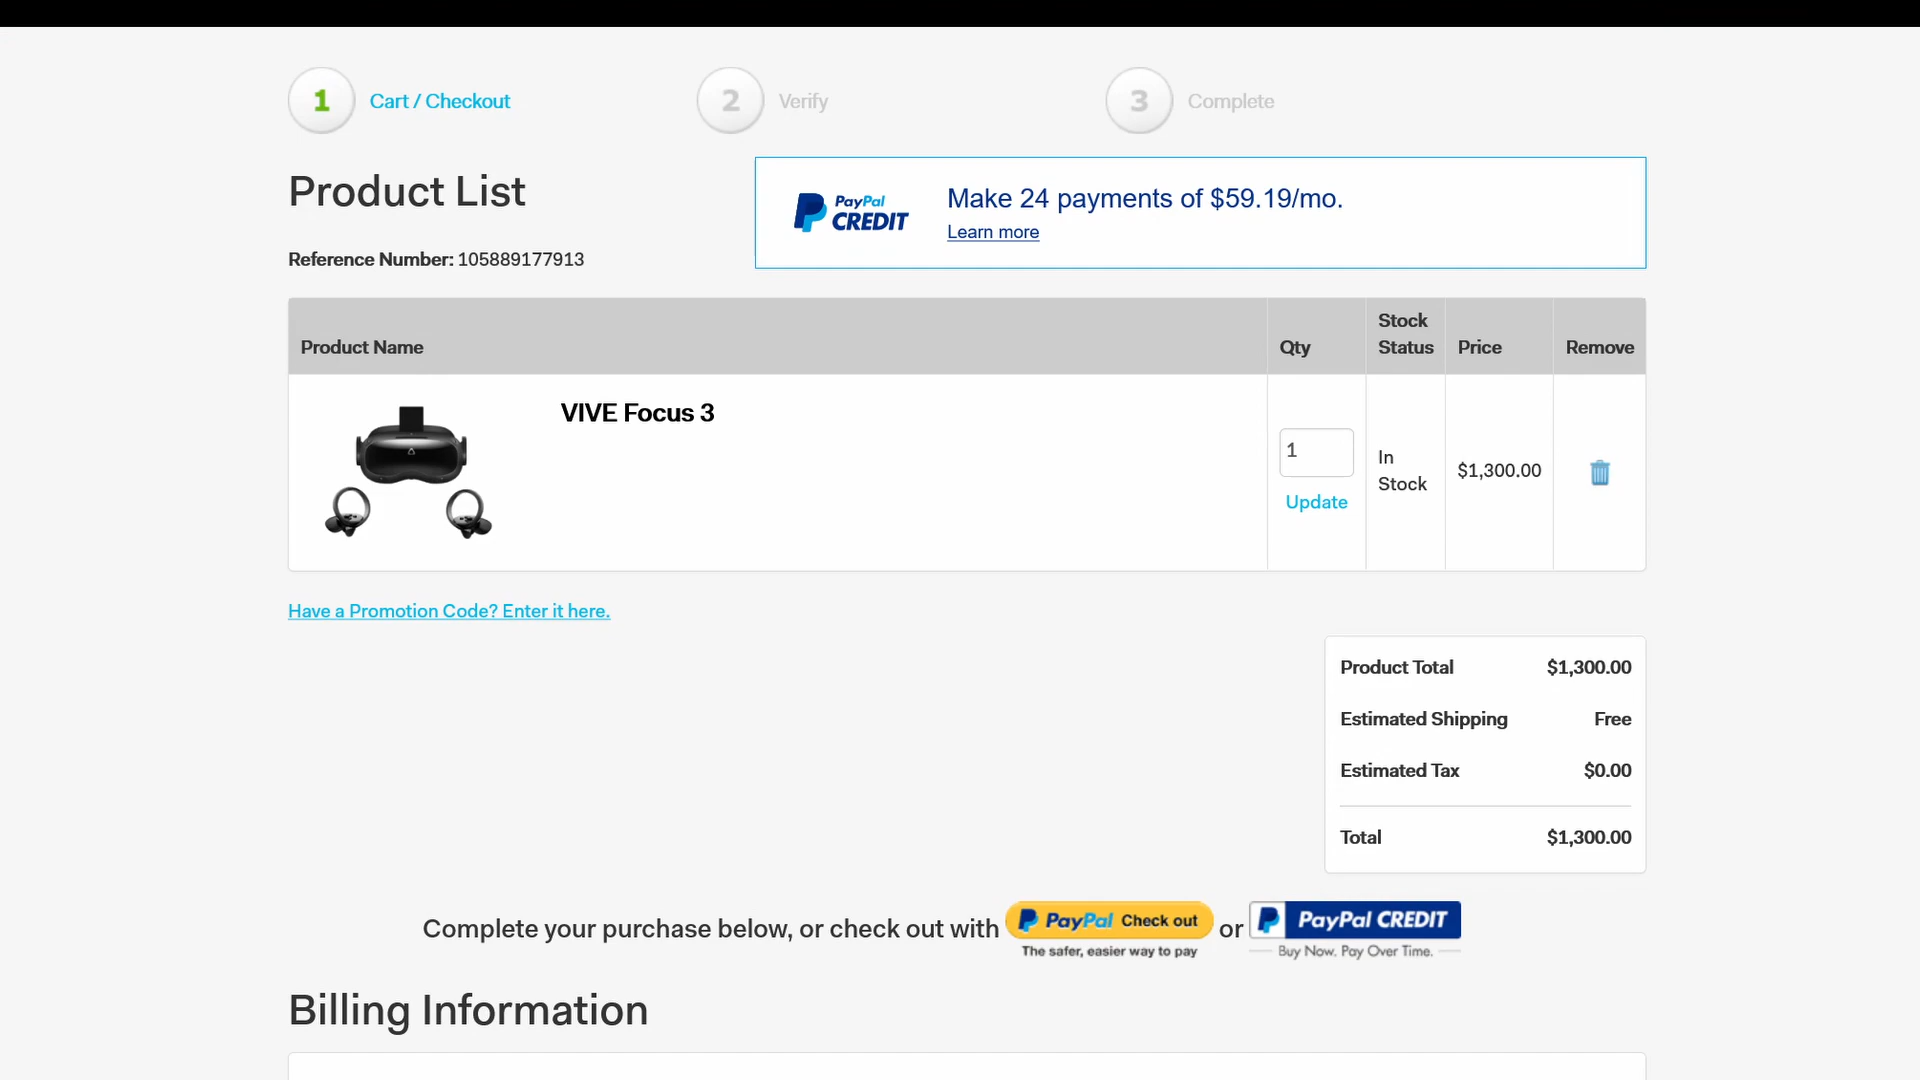 1 Cart / Checkout
2 Verify
3 Complete
Product List
PayPal CREDIT
Make 24 payments of $59.19/mo.
Learn more
Reference Number: 105889177913
Product Name
Qty
Stock Status
Price
Remove
VIVE Focus 3
1
Update
In Stock
$1,300.00
Have a Promotion Code? Enter it here.
Product Total $1,300.00
Estimated Shipping Free
Estimated Tax $0.00
Total $1,300.00
Complete your purchase below, or check out with PayPal Check out or PayPal CREDIT
The safer, easier way to pay
Buy Now. Pay Over Time.
Billing Information